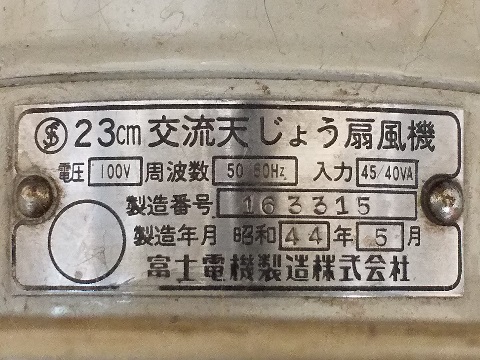 23cm 交流天じょう扇風機
電圧 100V 周波数 50/60Hz 入力 45/40VA
製造番号 163315
製造年月 昭和44年5月
富士電機製造株式会社